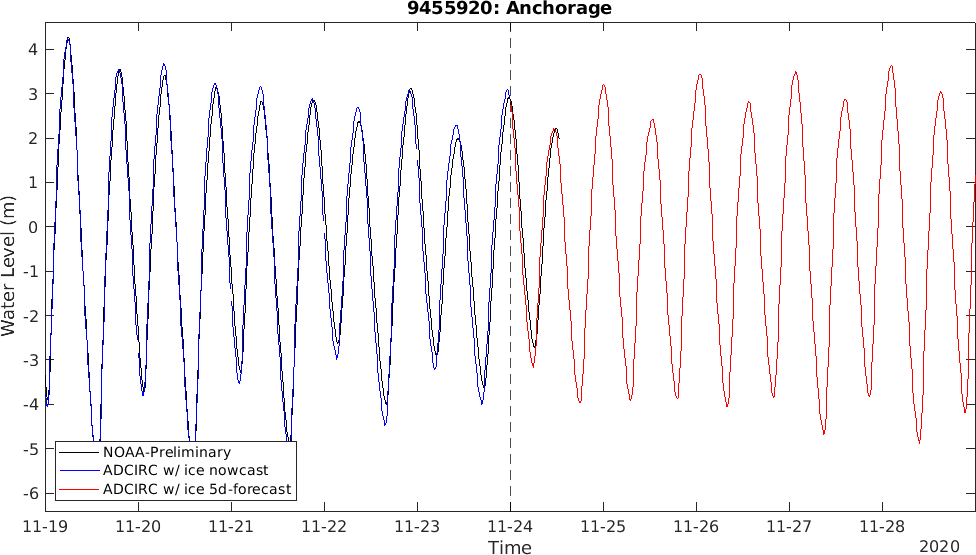 9455920: Anchorage
Water Level (m)
4
3
2
1
0
-1
-2
-3
-4
-5
-6
NOAA-Preliminary
ADCIRC w/ ice nowcast
ADCIRC w/ ice 5d-forecast
11-19 11-20 11-21 11-22 11-23 11-24 11-25 11-26 11-27 11-28
Time
2020